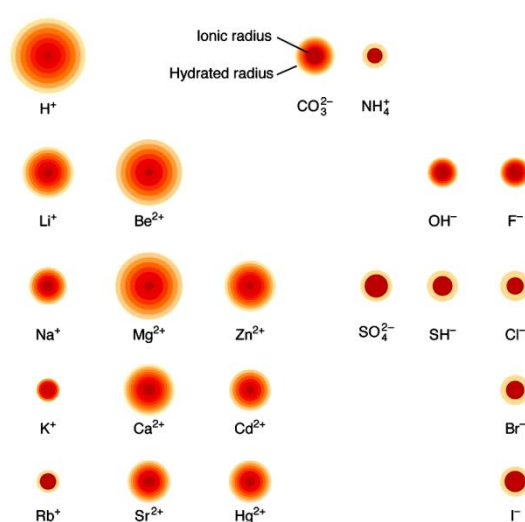 Ionic radius
Hydrated radius
H⁺
CO₃²⁻
NH₄⁺
Li⁺
Be²⁺
OH⁻
F⁻
Na⁺
Mg²⁺
Zn²⁺
SO₄²⁻
SH⁻
Cl⁻
K⁺
Ca²⁺
Cd²⁺
Br⁻
Rb⁺
Sr²⁺
Hg²⁺
I⁻